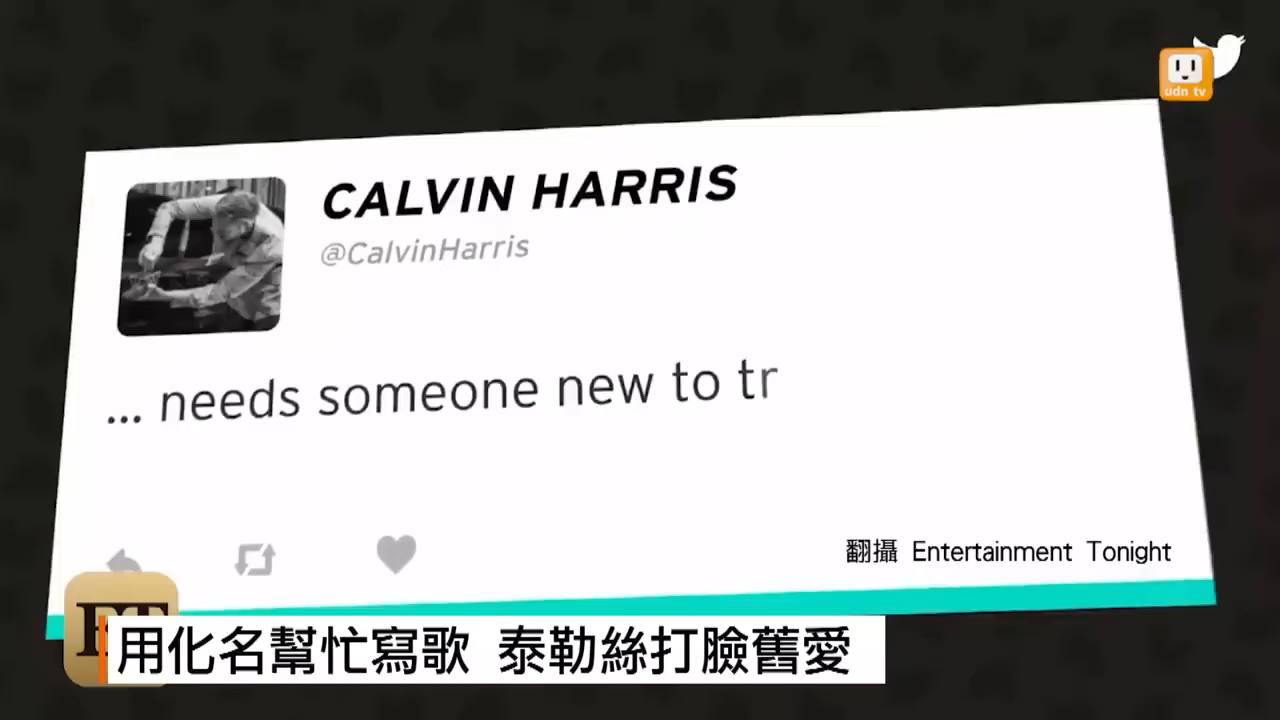 udn tv
CALVIN HARRIS
@CalvinHarris
... needs someone new to tr
翻攝 Entertainment Tonight
用化名幫忙寫歌 泰勒絲打臉舊愛